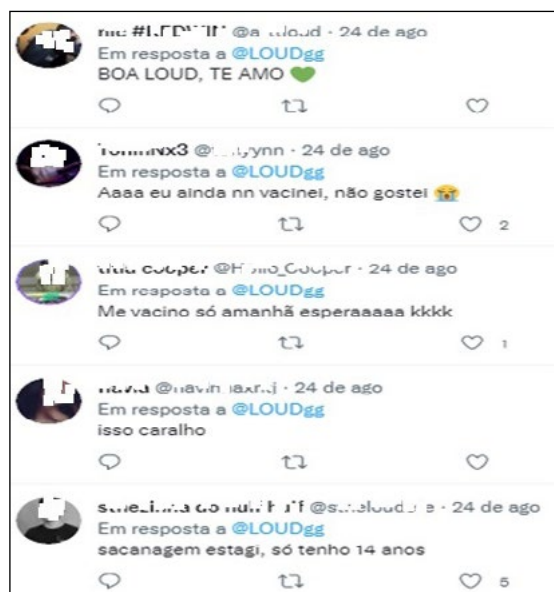 · 24 de ago
Em resposta a @LOUDgg
BOA LOUD, TE AMO 💚
· 24 de ago
Em resposta a @LOUDgg
Aaaa eu ainda nn vacinei, não gostei 😭
2
· 24 de ago
Em resposta a @LOUDgg
Me vacino só amanhã esperaaaaa kkkk
1
· 24 de ago
Em resposta a @LOUDgg
isso caralho
· 24 de ago
Em resposta a @LOUDgg
sacanagem estagi, só tenho 14 anos
5